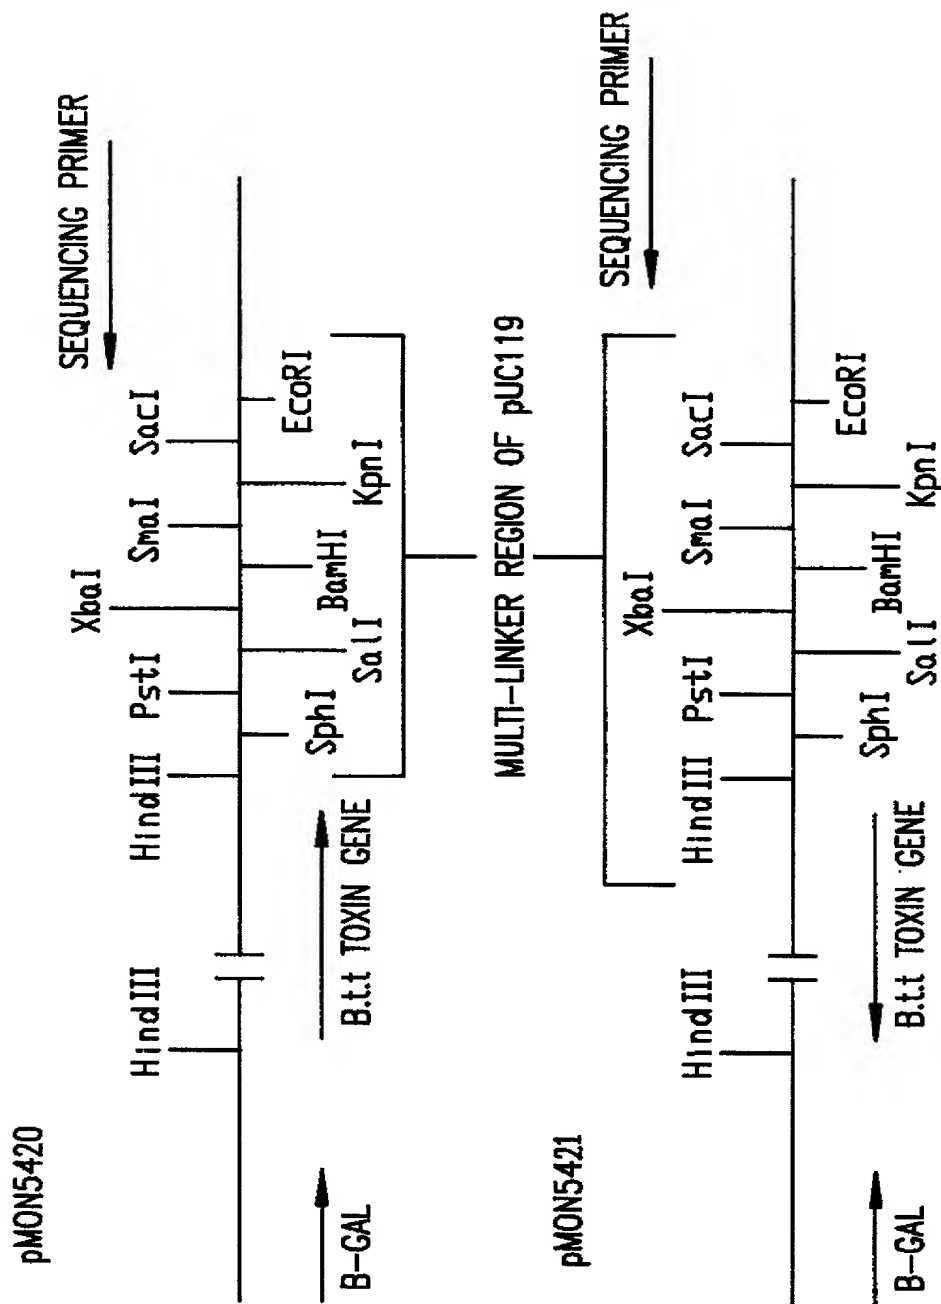 pMON5420
SEQUENCING PRIMER
HindIII
HindIII
PstI
XbaI
SmaI
SacI
SphI
SalI
BamHI
KpnI
EcoRI
B-GAL
B.t.t TOXIN GENE
MULTI-LINKER REGION OF pUC119
pMON5421
SEQUENCING PRIMER
HindIII
HindIII
PstI
XbaI
SmaI
SacI
SphI
SalI
BamHI
KpnI
EcoRI
B-GAL
B.t.t TOXIN GENE